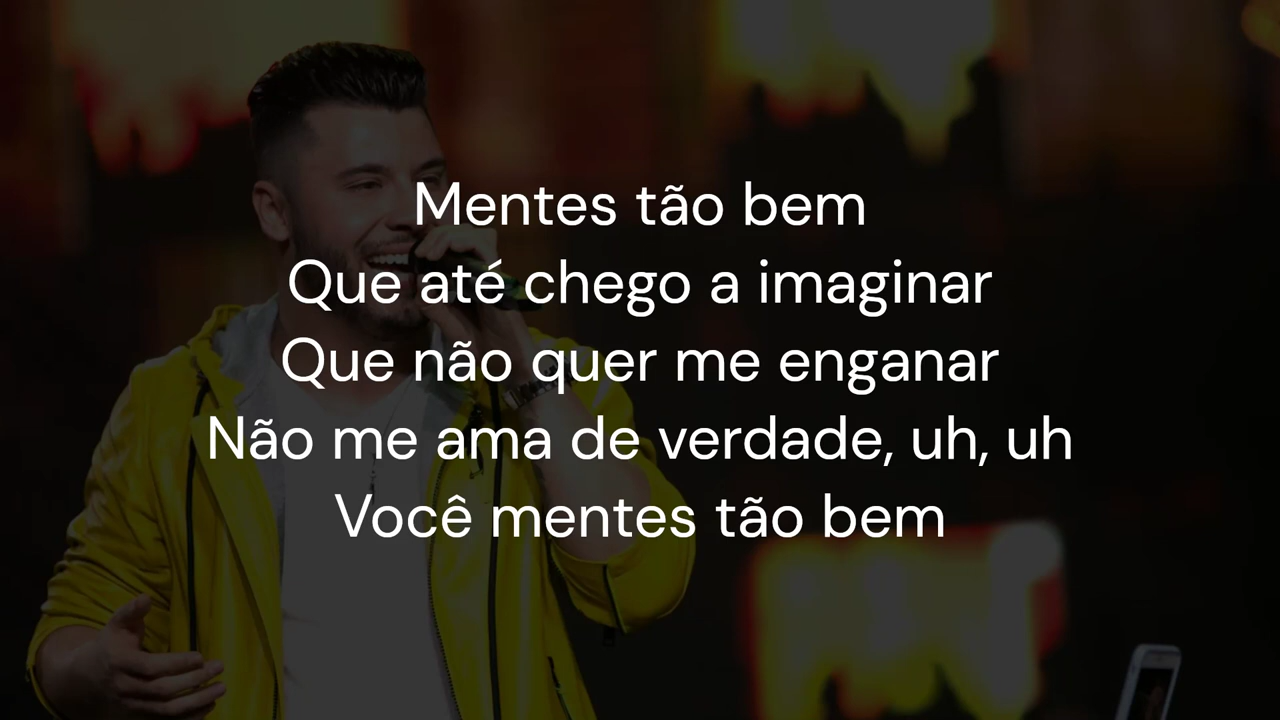 Mentes tão bem
Que até chego a imaginar
Que não quer me enganar
Não me ama de verdade, uh, uh
Você mentes tão bem